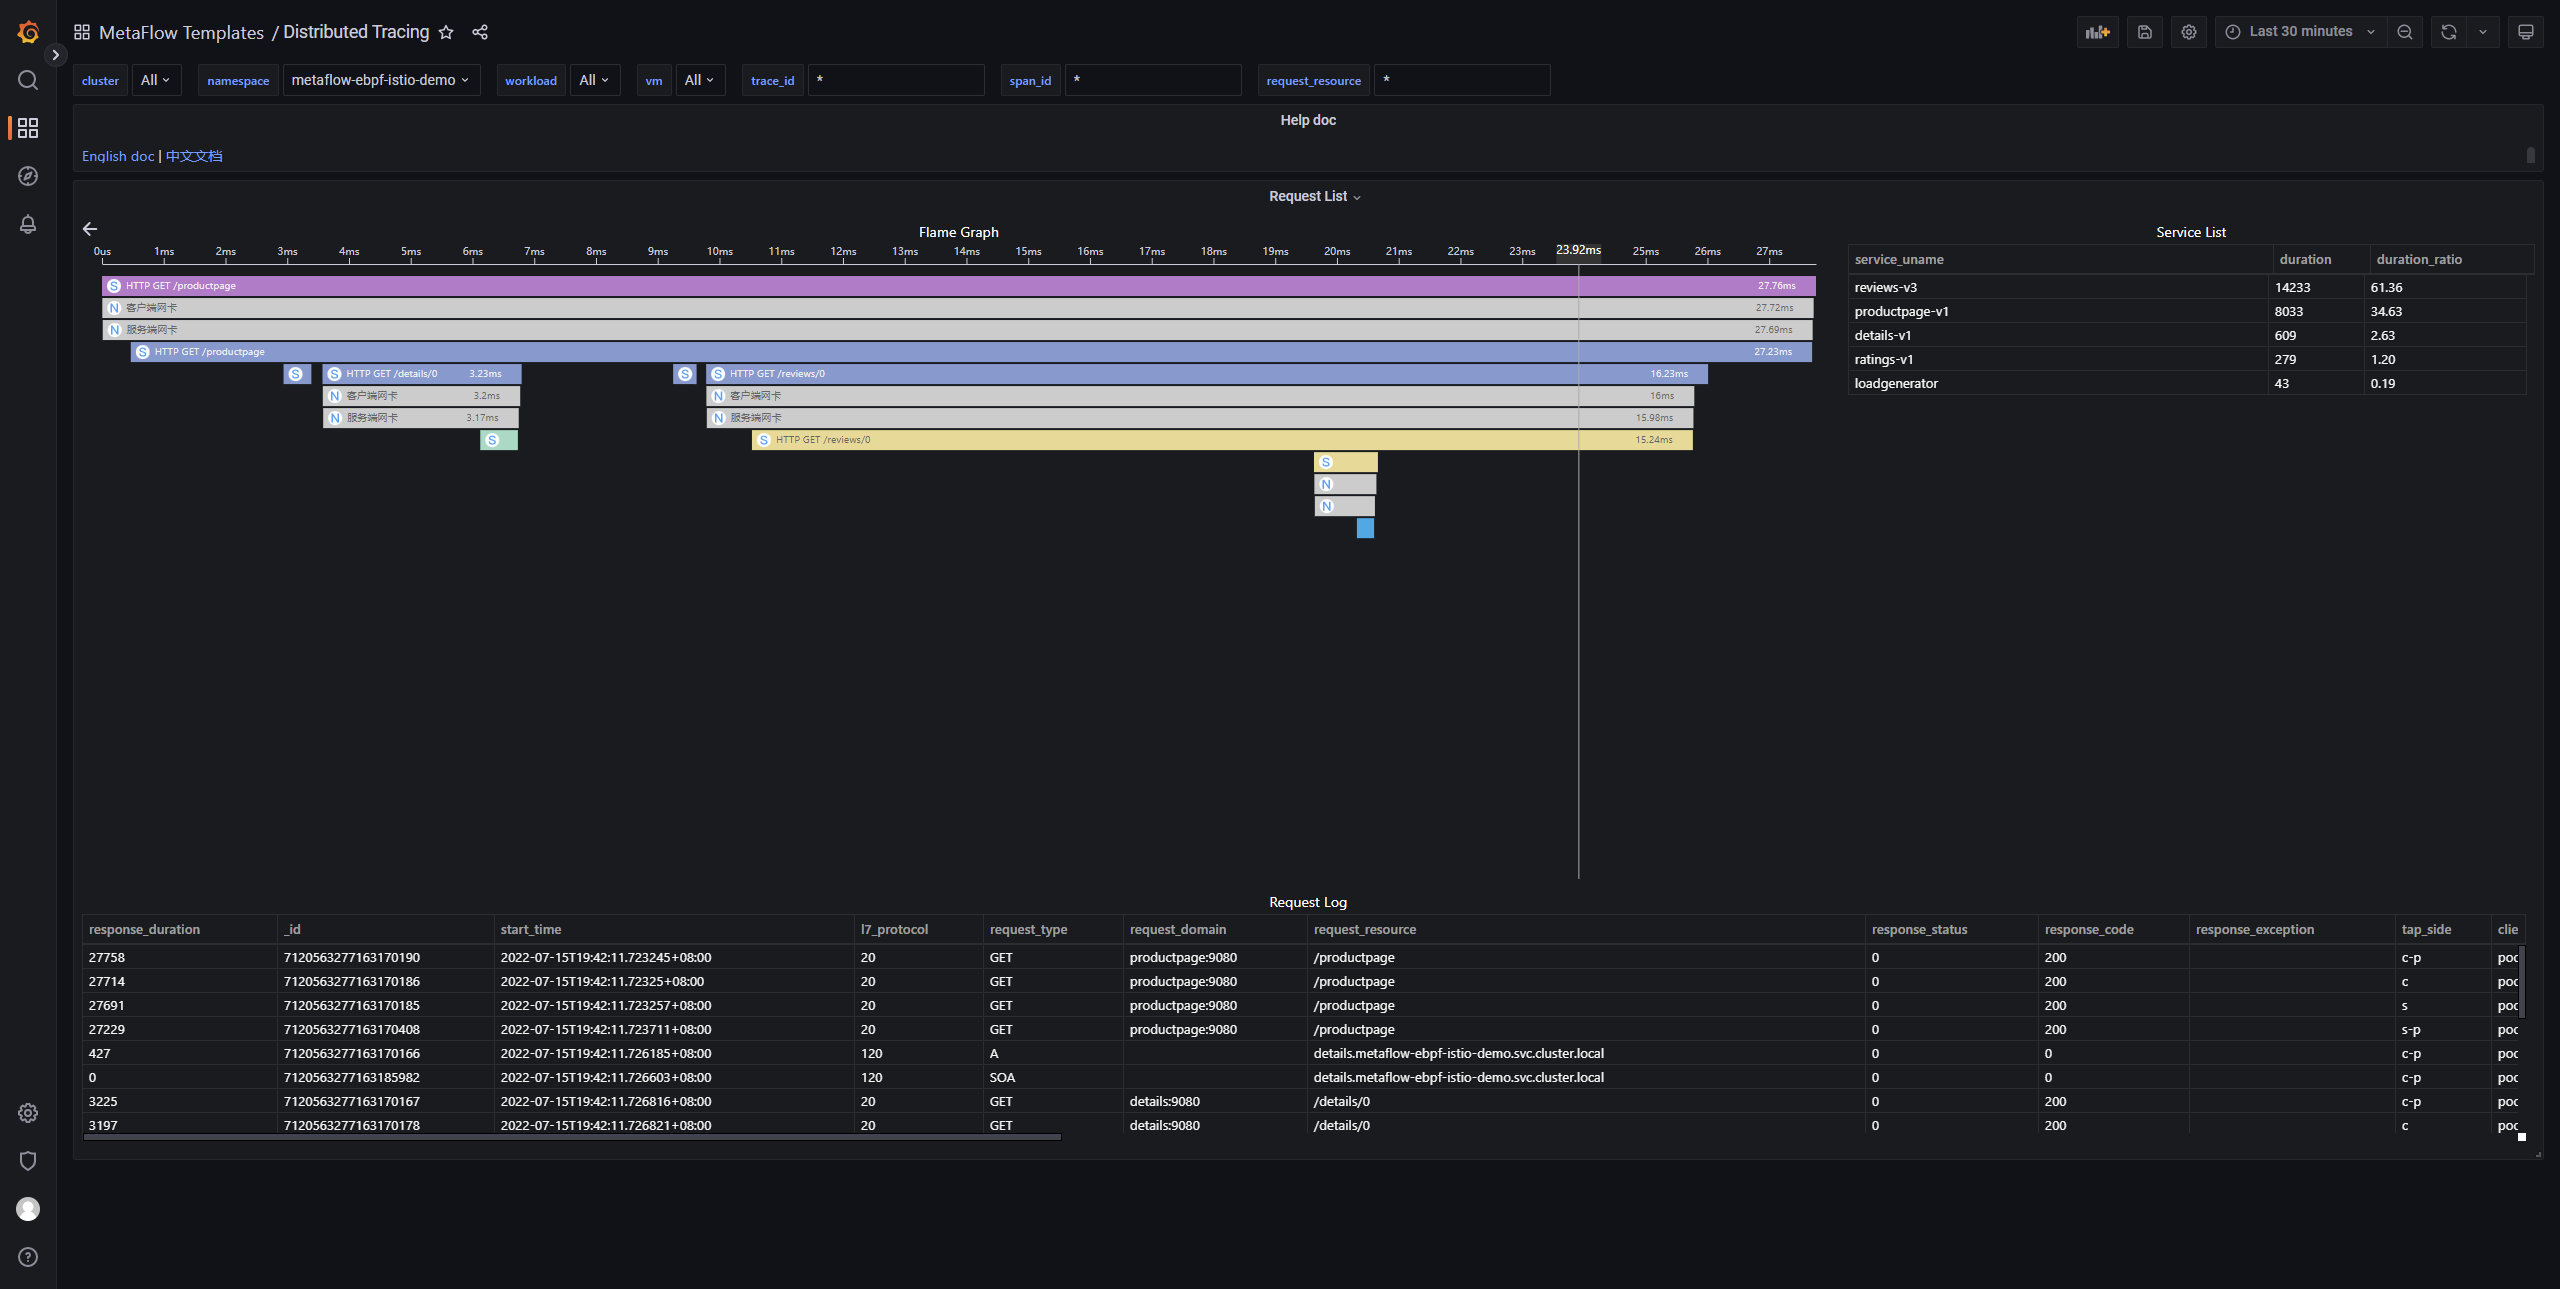 MetaFlow Templates / Distributed Tracing
Last 30 minutes
cluster All namespace metaflow-ebpf-istio-demo workload All vm All trace_id * span_id * request_resource *
Help doc
English doc | 中文文档
Request List
Flame Graph
0us 1ms 2ms 3ms 4ms 5ms 6ms 7ms 8ms 9ms 10ms 11ms 12ms 13ms 14ms 15ms 16ms 17ms 18ms 19ms 20ms 21ms 22ms 23ms 23.92ms 25ms 26ms 27ms
S HTTP GET /productpage 27.76ms
N 客户端网卡 27.72ms
N 服务端网卡 27.69ms
S HTTP GET /productpage 27.23ms
S S HTTP GET /details/0 3.23ms S S HTTP GET /reviews/0 16.23ms
N 客户端网卡 3.2ms N 客户端网卡 16ms
N 服务端网卡 3.17ms N 服务端网卡 15.98ms
S S HTTP GET /reviews/0 15.24ms
S
N
N
Service List
service_uname duration duration_ratio
reviews-v3 14233 61.36
productpage-v1 8033 34.63
details-v1 609 2.63
ratings-v1 279 1.20
loadgenerator 43 0.19
Request Log
response_duration _id start_time l7_protocol request_type request_domain request_resource response_status response_code response_exception tap_side clie
27758 7120563277163170190 2022-07-15T19:42:11.723245+08:00 20 GET productpage:9080 /productpage 0 200 c-p poc
27714 7120563277163170186 2022-07-15T19:42:11.72325+08:00 20 GET productpage:9080 /productpage 0 200 c poc
27691 7120563277163170185 2022-07-15T19:42:11.723257+08:00 20 GET productpage:9080 /productpage 0 200 s poc
27229 7120563277163170408 2022-07-15T19:42:11.723711+08:00 20 GET productpage:9080 /productpage 0 200 s-p poc
427 7120563277163170166 2022-07-15T19:42:11.726185+08:00 120 A details.metaflow-ebpf-istio-demo.svc.cluster.local 0 0 c-p poc
0 7120563277163185982 2022-07-15T19:42:11.726603+08:00 120 SOA details.metaflow-ebpf-istio-demo.svc.cluster.local 0 0 c-p poc
3225 7120563277163170167 2022-07-15T19:42:11.726816+08:00 20 GET details:9080 /details/0 0 200 c-p poc
3197 7120563277163170178 2022-07-15T19:42:11.726821+08:00 20 GET details:9080 /details/0 0 200 c poc